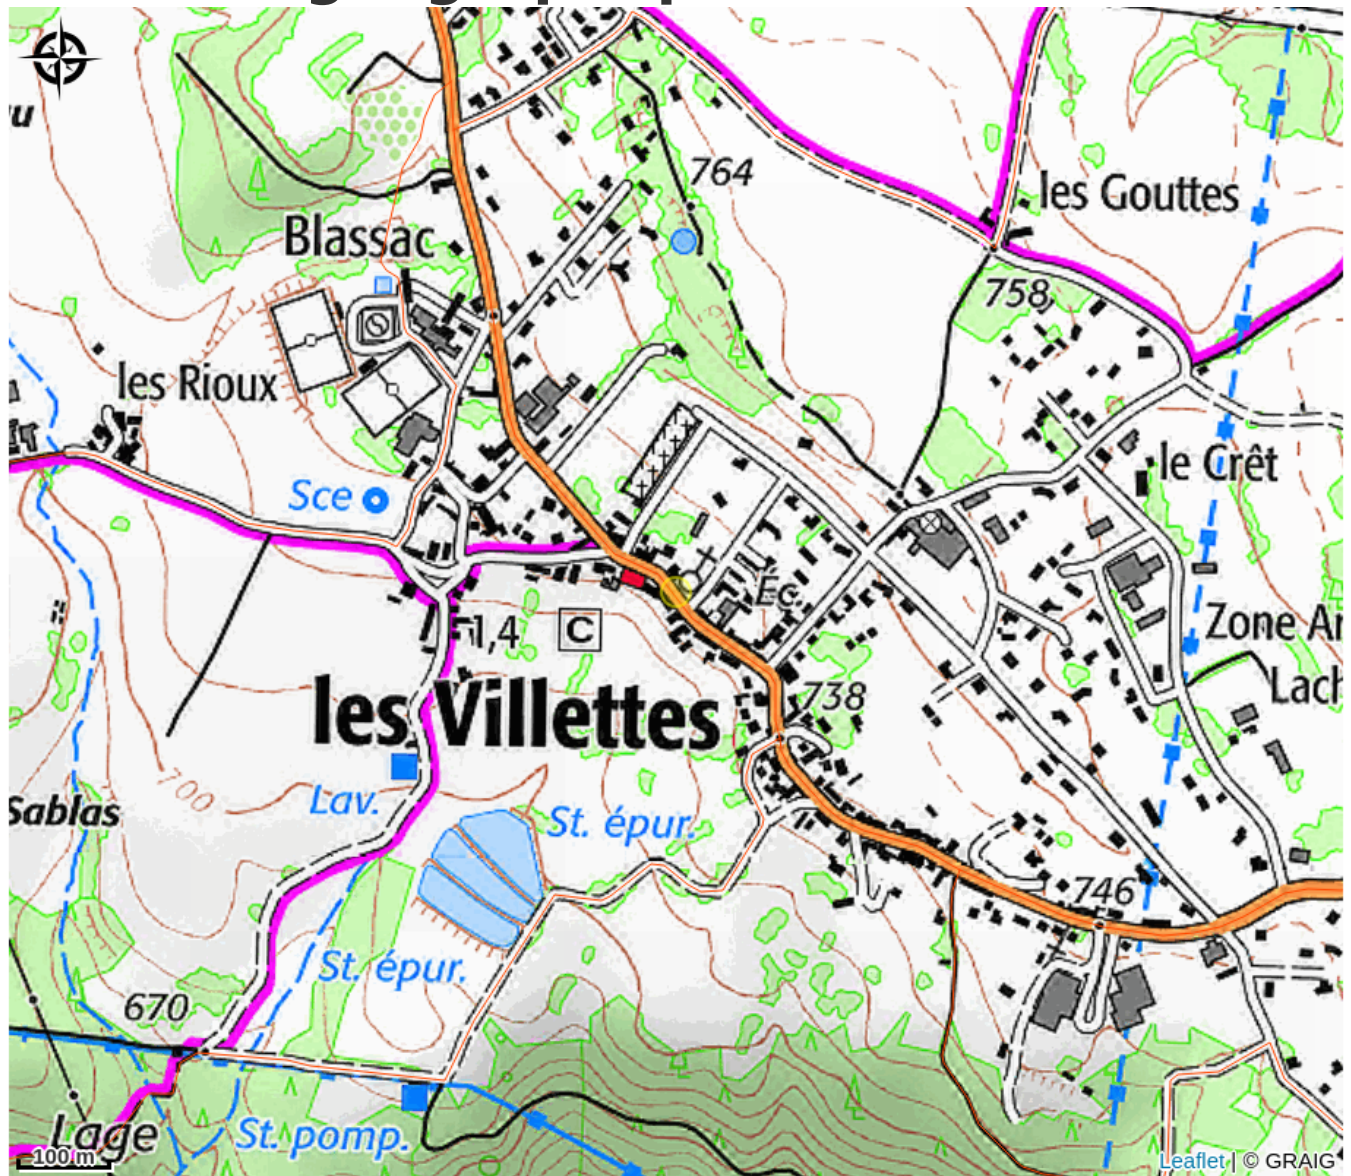 764
les Gouttes
Blassac
758
les Rioux
le Crêt
Sce
Éc.
Zone Ar
1,4
C
Lach
738
les Villettes
700
Lav.
Sablas
St. épur.
746
St. épur.
670
Lage
St. pomp.
100 m
Leaflet | © GRAIG